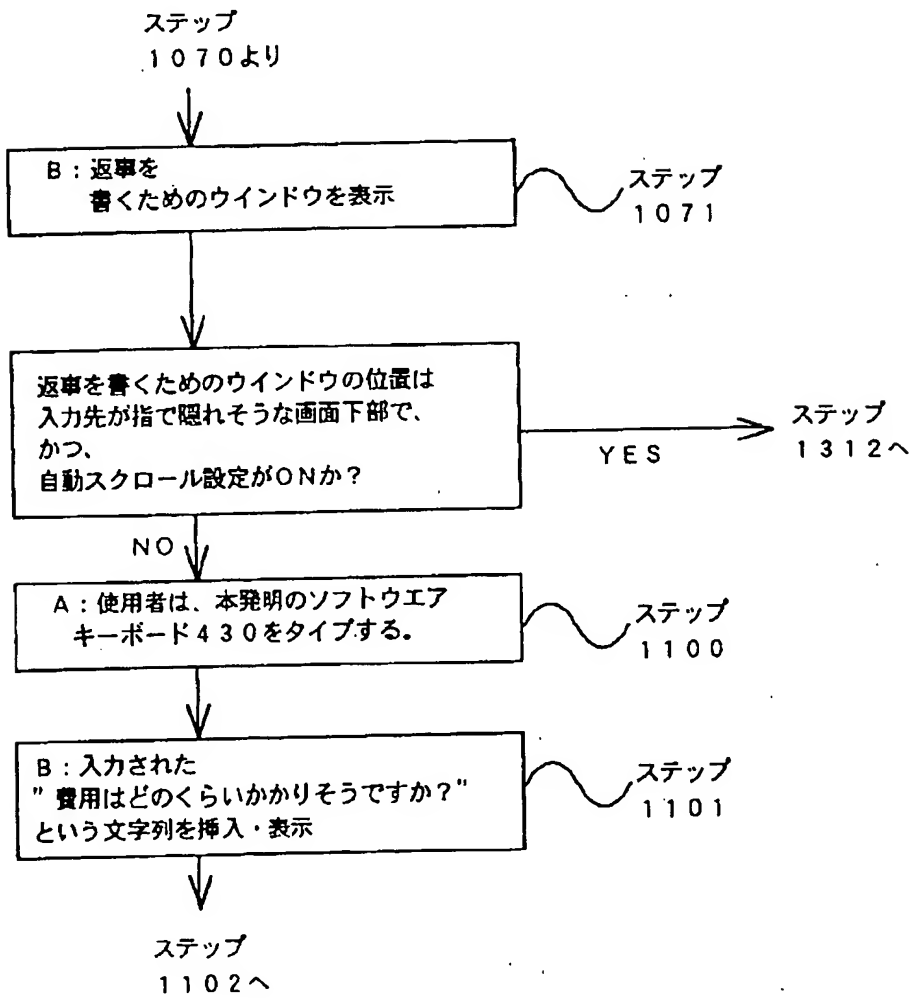 ステップ
1070より
B:返事を
書くためのウインドウを表示
ステップ
1071
返事を書くためのウインドウの位置は
入力先が指で隠れそうな画面下部で、
かつ、
自動スクロール設定がONか?
YES
ステップ
1312へ
NO
A:使用者は、本発明のソフトウエア
キーボード430をタイプする。
ステップ
1100
B:入力された
"費用はどのくらいかかりそうですか?"
という文字列を挿入・表示
ステップ
1101
ステップ
1102へ